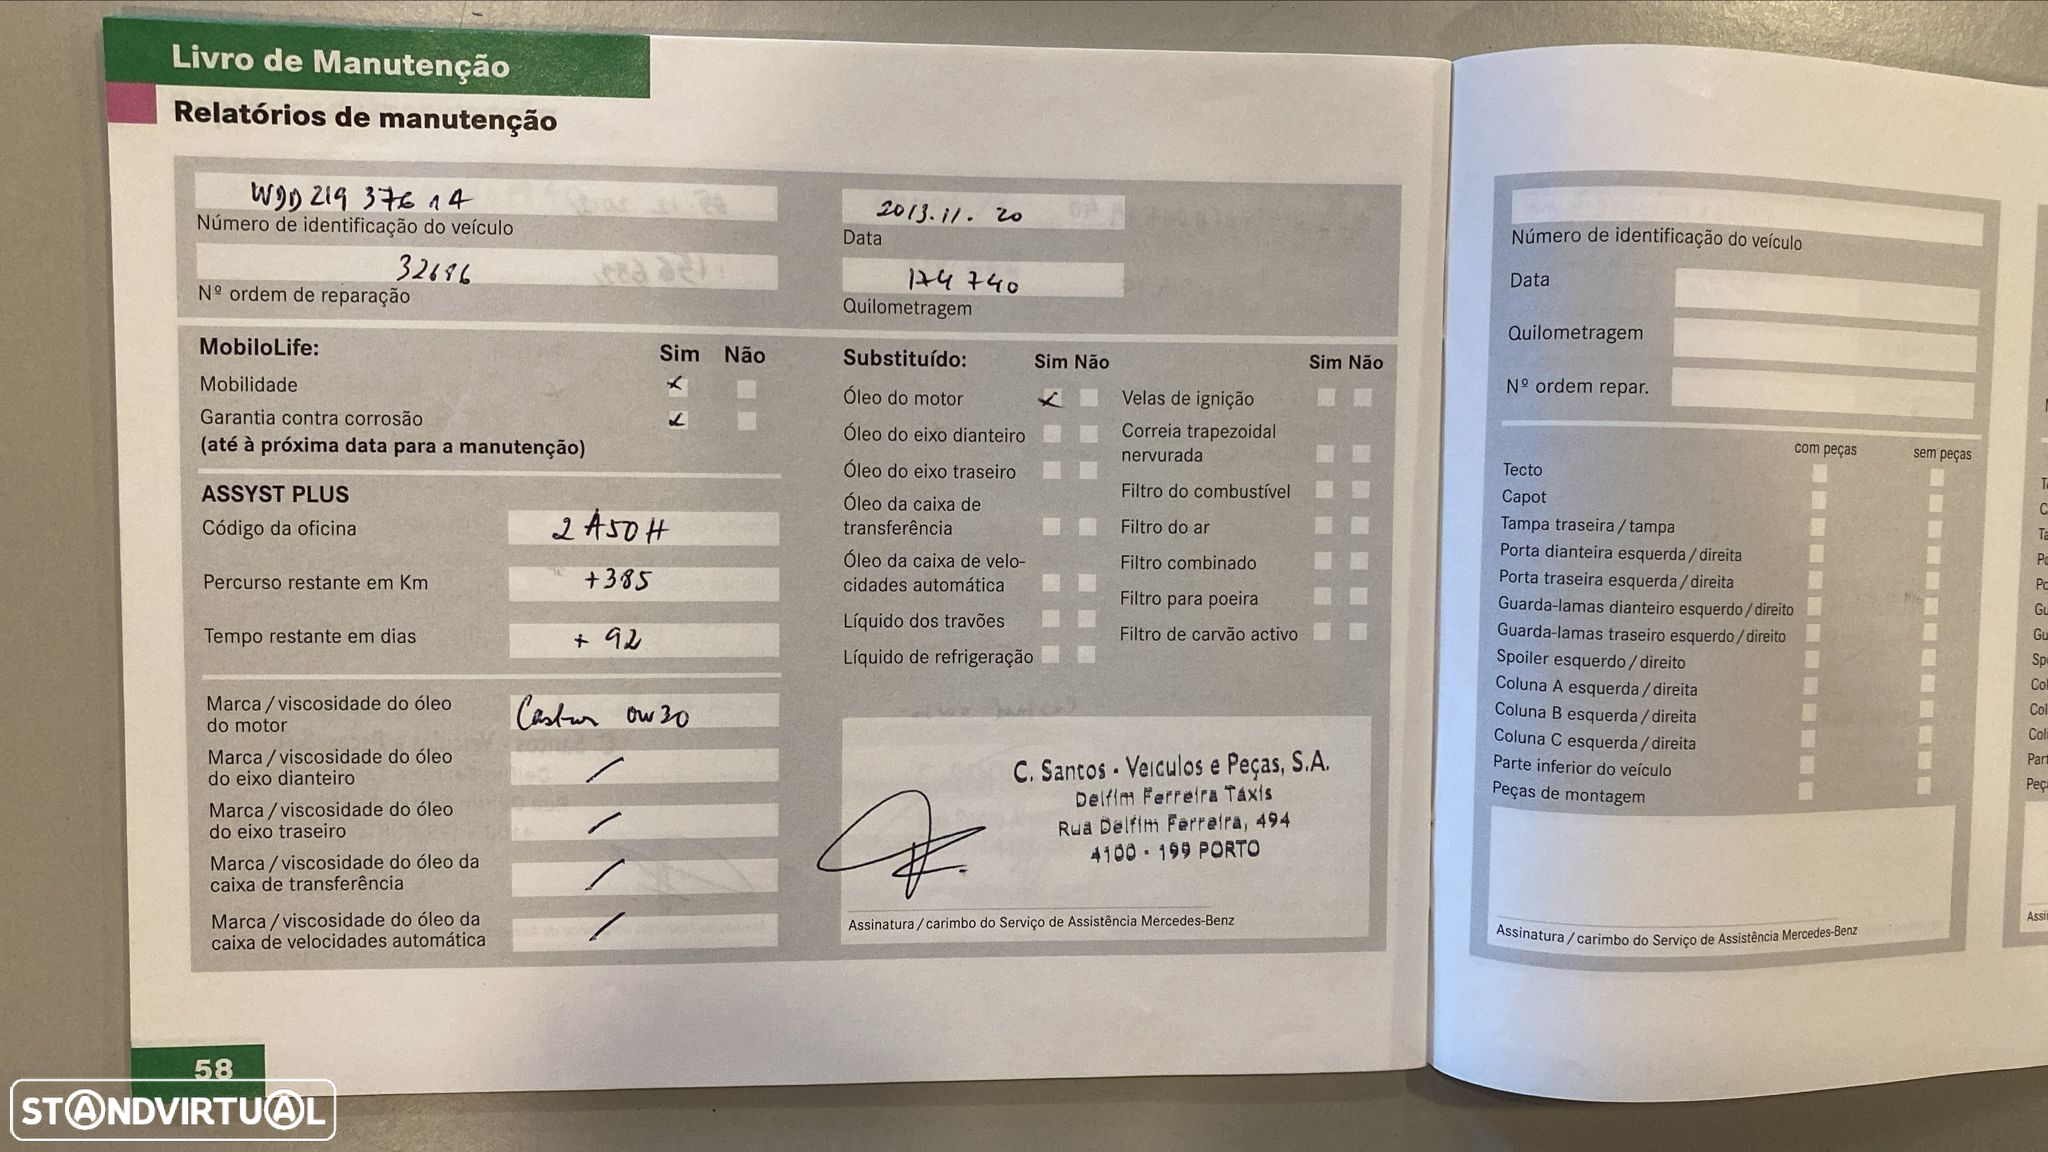 Livro de Manutenção
Relatórios de manutenção
WDD 219 376 1A
Número de identificação do veículo
32686
Nº ordem de reparação
2013.11.20
Data
174 740
Quilometragem
MobiloLife: Sim Não
Mobilidade
Garantia contra corrosão
(até à próxima data para a manutenção)
ASSYST PLUS
Código da oficina 2 A50H
Percurso restante em Km +385
Tempo restante em dias + 92
Marca / viscosidade do óleo
do motor Castrol 0W30
Marca / viscosidade do óleo
do eixo dianteiro /
Marca / viscosidade do óleo
do eixo traseiro /
Marca / viscosidade do óleo da
caixa de transferência /
Marca / viscosidade do óleo da
caixa de velocidades automática /
Substituído: Sim Não Sim Não
Óleo do motor
Óleo do eixo dianteiro
Óleo do eixo traseiro
Óleo da caixa de
transferência
Óleo da caixa de velo-
cidades automática
Líquido dos travões
Líquido de refrigeração
Velas de ignição
Correia trapezoidal
nervurada
Filtro do combustível
Filtro do ar
Filtro combinado
Filtro para poeira
Filtro de carvão activo
C. Santos - Veículos e Peças, S.A.
Delfim Ferreira Táxis
Rua Delfim Ferreira, 494
4100 - 199 PORTO
Assinatura / carimbo do Serviço de Assistência Mercedes-Benz
58
Número de identificação do veículo
Data
Quilometragem
Nº ordem repar.
com peças sem peças
Tecto
Capot
Tampa traseira / tampa
Porta dianteira esquerda / direita
Porta traseira esquerda / direita
Guarda-lamas dianteiro esquerdo / direito
Guarda-lamas traseiro esquerdo / direito
Spoiler esquerdo / direito
Coluna A esquerda / direita
Coluna B esquerda / direita
Coluna C esquerda / direita
Parte inferior do veículo
Peças de montagem
Assinatura / carimbo do Serviço de Assistência Mercedes-Benz
STANDVIRTUAL